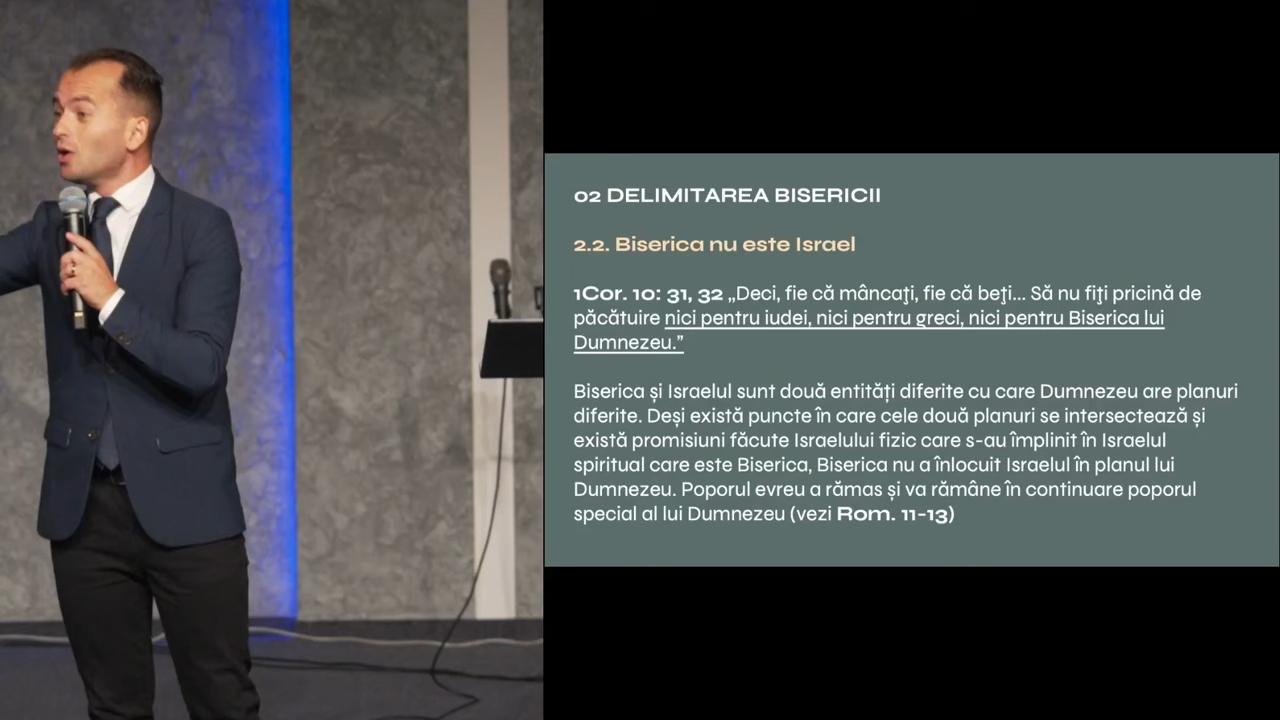 02 DELIMITAREA BISERICII
2.2. Biserica nu este Israel
1Cor. 10: 31, 32 „Deci, fie că mâncaţi, fie că beţi... Să nu fiţi pricină de
păcătuire nici pentru iudei, nici pentru greci, nici pentru Biserica lui
Dumnezeu.”
Biserica și Israelul sunt două entități diferite cu care Dumnezeu are planuri
diferite. Deși există puncte în care cele două planuri se intersectează și
există promisiuni făcute Israelului fizic care s-au împlinit în Israelul
spiritual care este Biserica, Biserica nu a înlocuit Israelul în planul lui
Dumnezeu. Poporul evreu a rămas și va rămâne în continuare poporul
special al lui Dumnezeu (vezi Rom. 11-13)